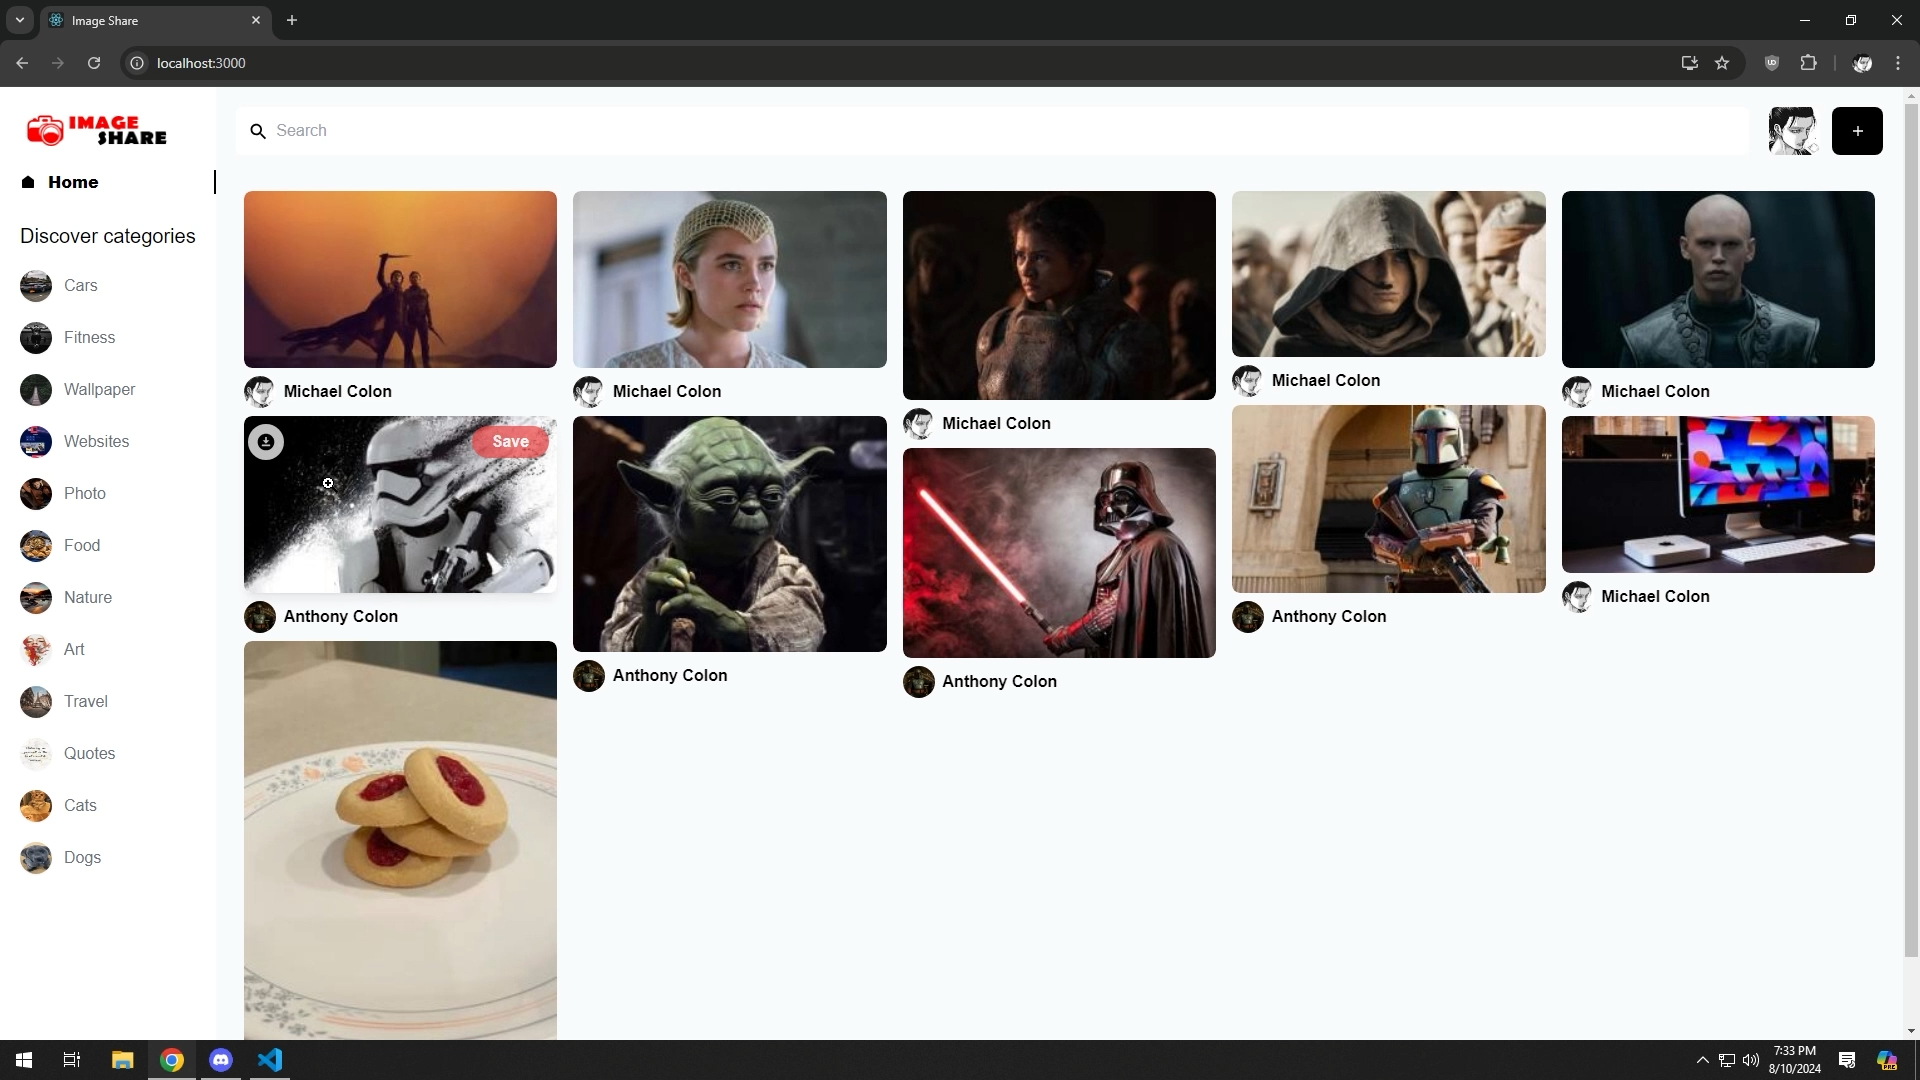 Image Share
localhost:3000
IMAGE
SHARE
Search
+
Home
Discover categories
Cars
Fitness
Wallpaper
Websites
Photo
Food
Nature
Art
Travel
Quotes
Cats
Dogs
Michael Colon
Michael Colon
Michael Colon
Michael Colon
Michael Colon
Save
Anthony Colon
Anthony Colon
Anthony Colon
Anthony Colon
Michael Colon
7:33 PM
8/10/2024